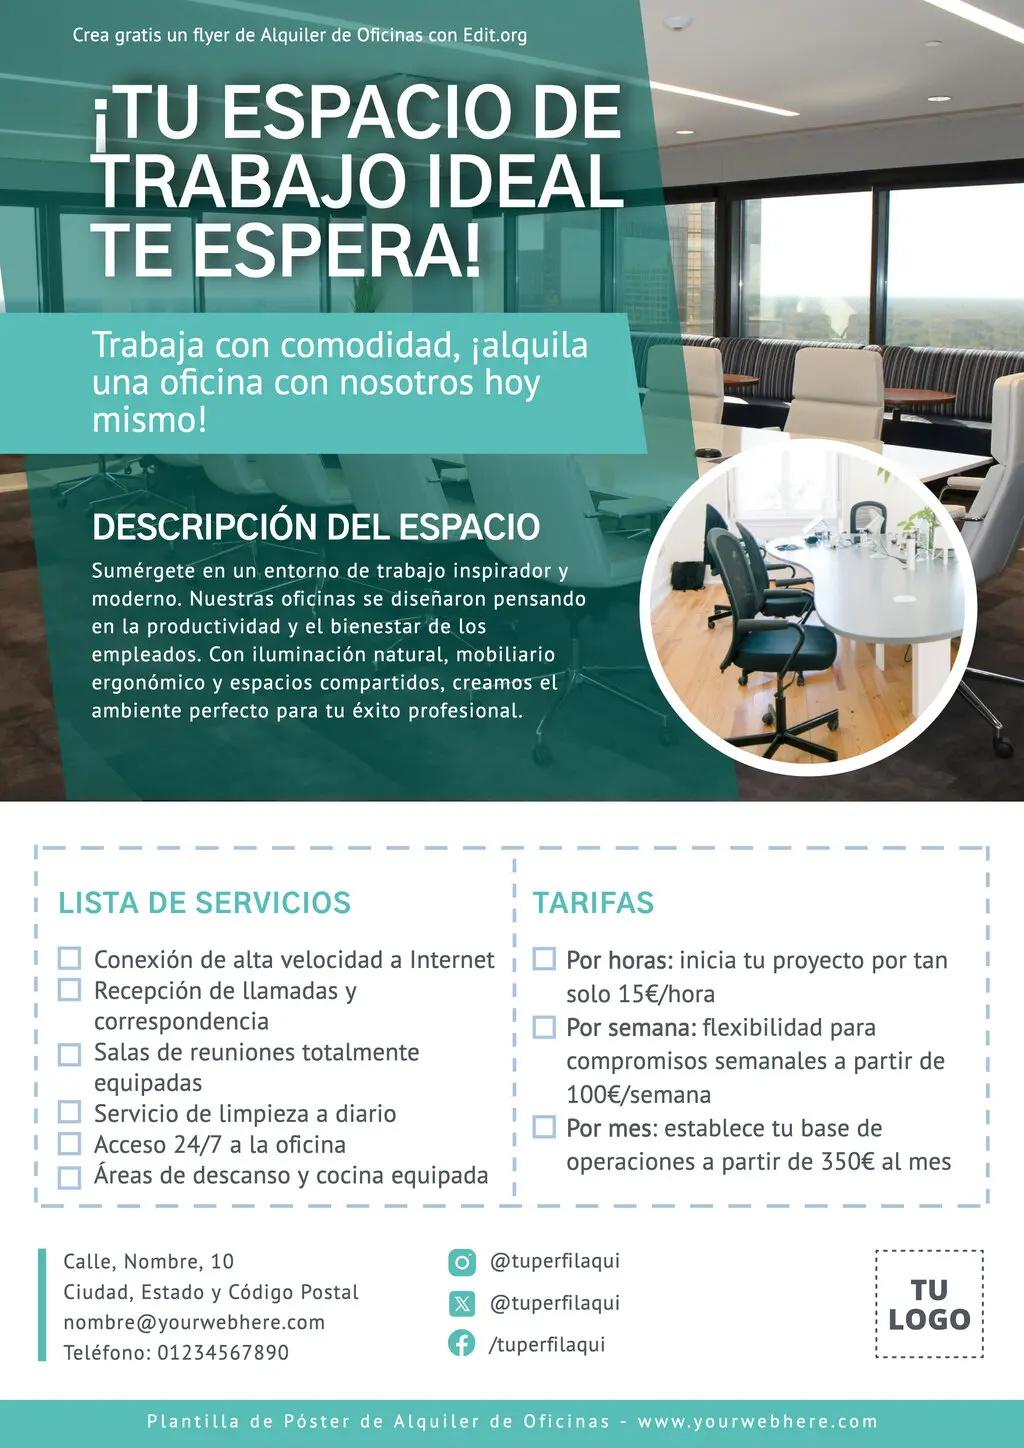 Crea gratis un flyer de Alquiler de Oficinas con Edit.org
¡TU ESPACIO DE
TRABAJO IDEAL
TE ESPERA!
Trabaja con comodidad, ¡alquila
una oficina con nosotros hoy
mismo!
DESCRIPCIÓN DEL ESPACIO
Sumérgete en un entorno de trabajo inspirador y
moderno. Nuestras oficinas se diseñaron pensando
en la productividad y el bienestar de los
empleados. Con iluminación natural, mobiliario
ergonómico y espacios compartidos, creamos el
ambiente perfecto para tu éxito profesional.
LISTA DE SERVICIOS
Conexión de alta velocidad a Internet
Recepción de llamadas y
correspondencia
Salas de reuniones totalmente
equipadas
Servicio de limpieza a diario
Acceso 24/7 a la oficina
Áreas de descanso y cocina equipada
TARIFAS
Por horas: inicia tu proyecto por tan
solo 15€/hora
Por semana: flexibilidad para
compromisos semanales a partir de
100€/semana
Por mes: establece tu base de
operaciones a partir de 350€ al mes
Calle, Nombre, 10
Ciudad, Estado y Código Postal
nombre@yourwebhere.com
Teléfono: 01234567890
@tuperfilaqui
@tuperfilaqui
/tuperfilaqui
TU
LOGO
Plantilla de Póster de Alquiler de Oficinas - www.yourwebhere.com